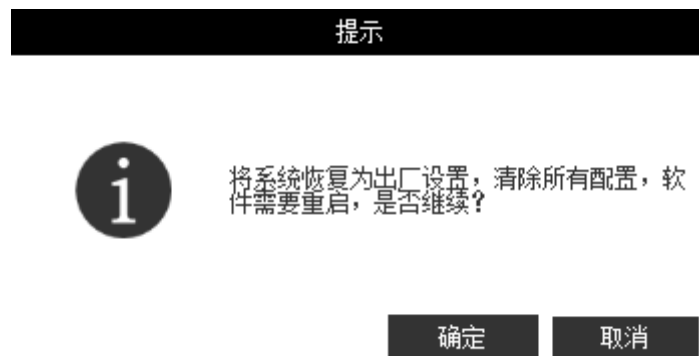 提示
将系统恢复为出厂设置，清除所有配置，软
件需要重启，是否继续?
确定
取消